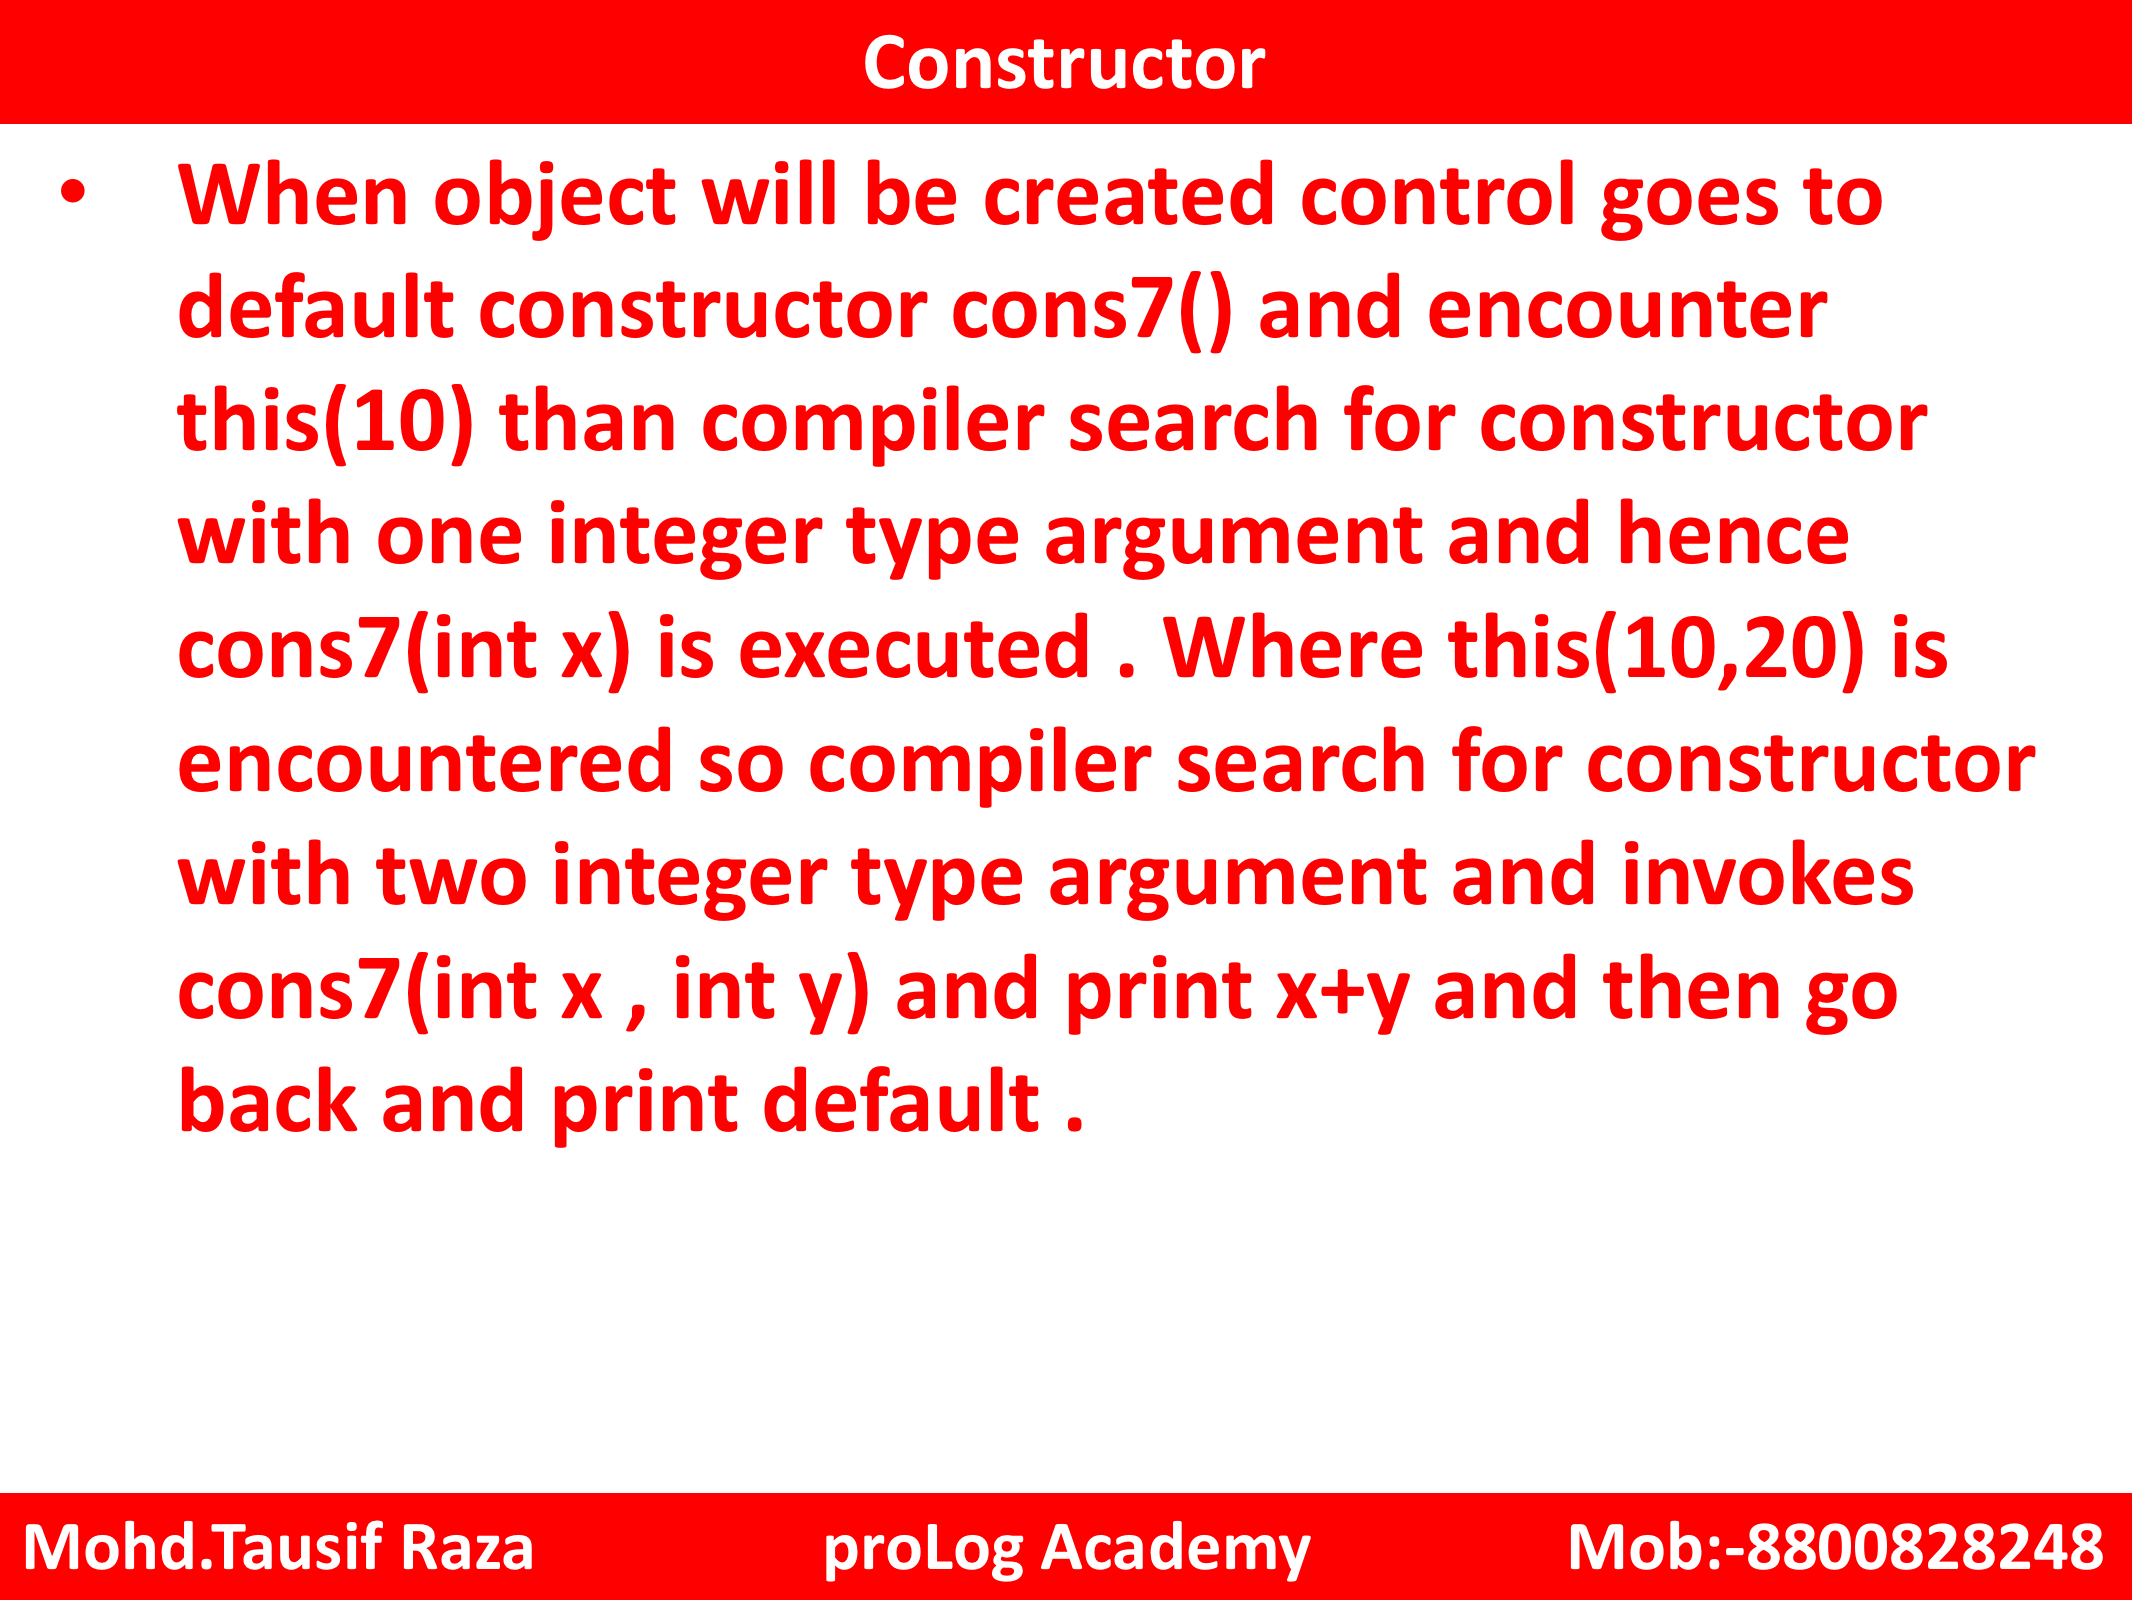 Constructor
• When object will be created control goes to
default constructor cons7() and encounter
this(10) than compiler search for constructor
with one integer type argument and hence
cons7(int x) is executed . Where this(10,20) is
encountered so compiler search for constructor
with two integer type argument and invokes
cons7(int x , int y) and print x+y and then go
back and print default .
Mohd.Tausif Raza proLog Academy Mob:-8800828248